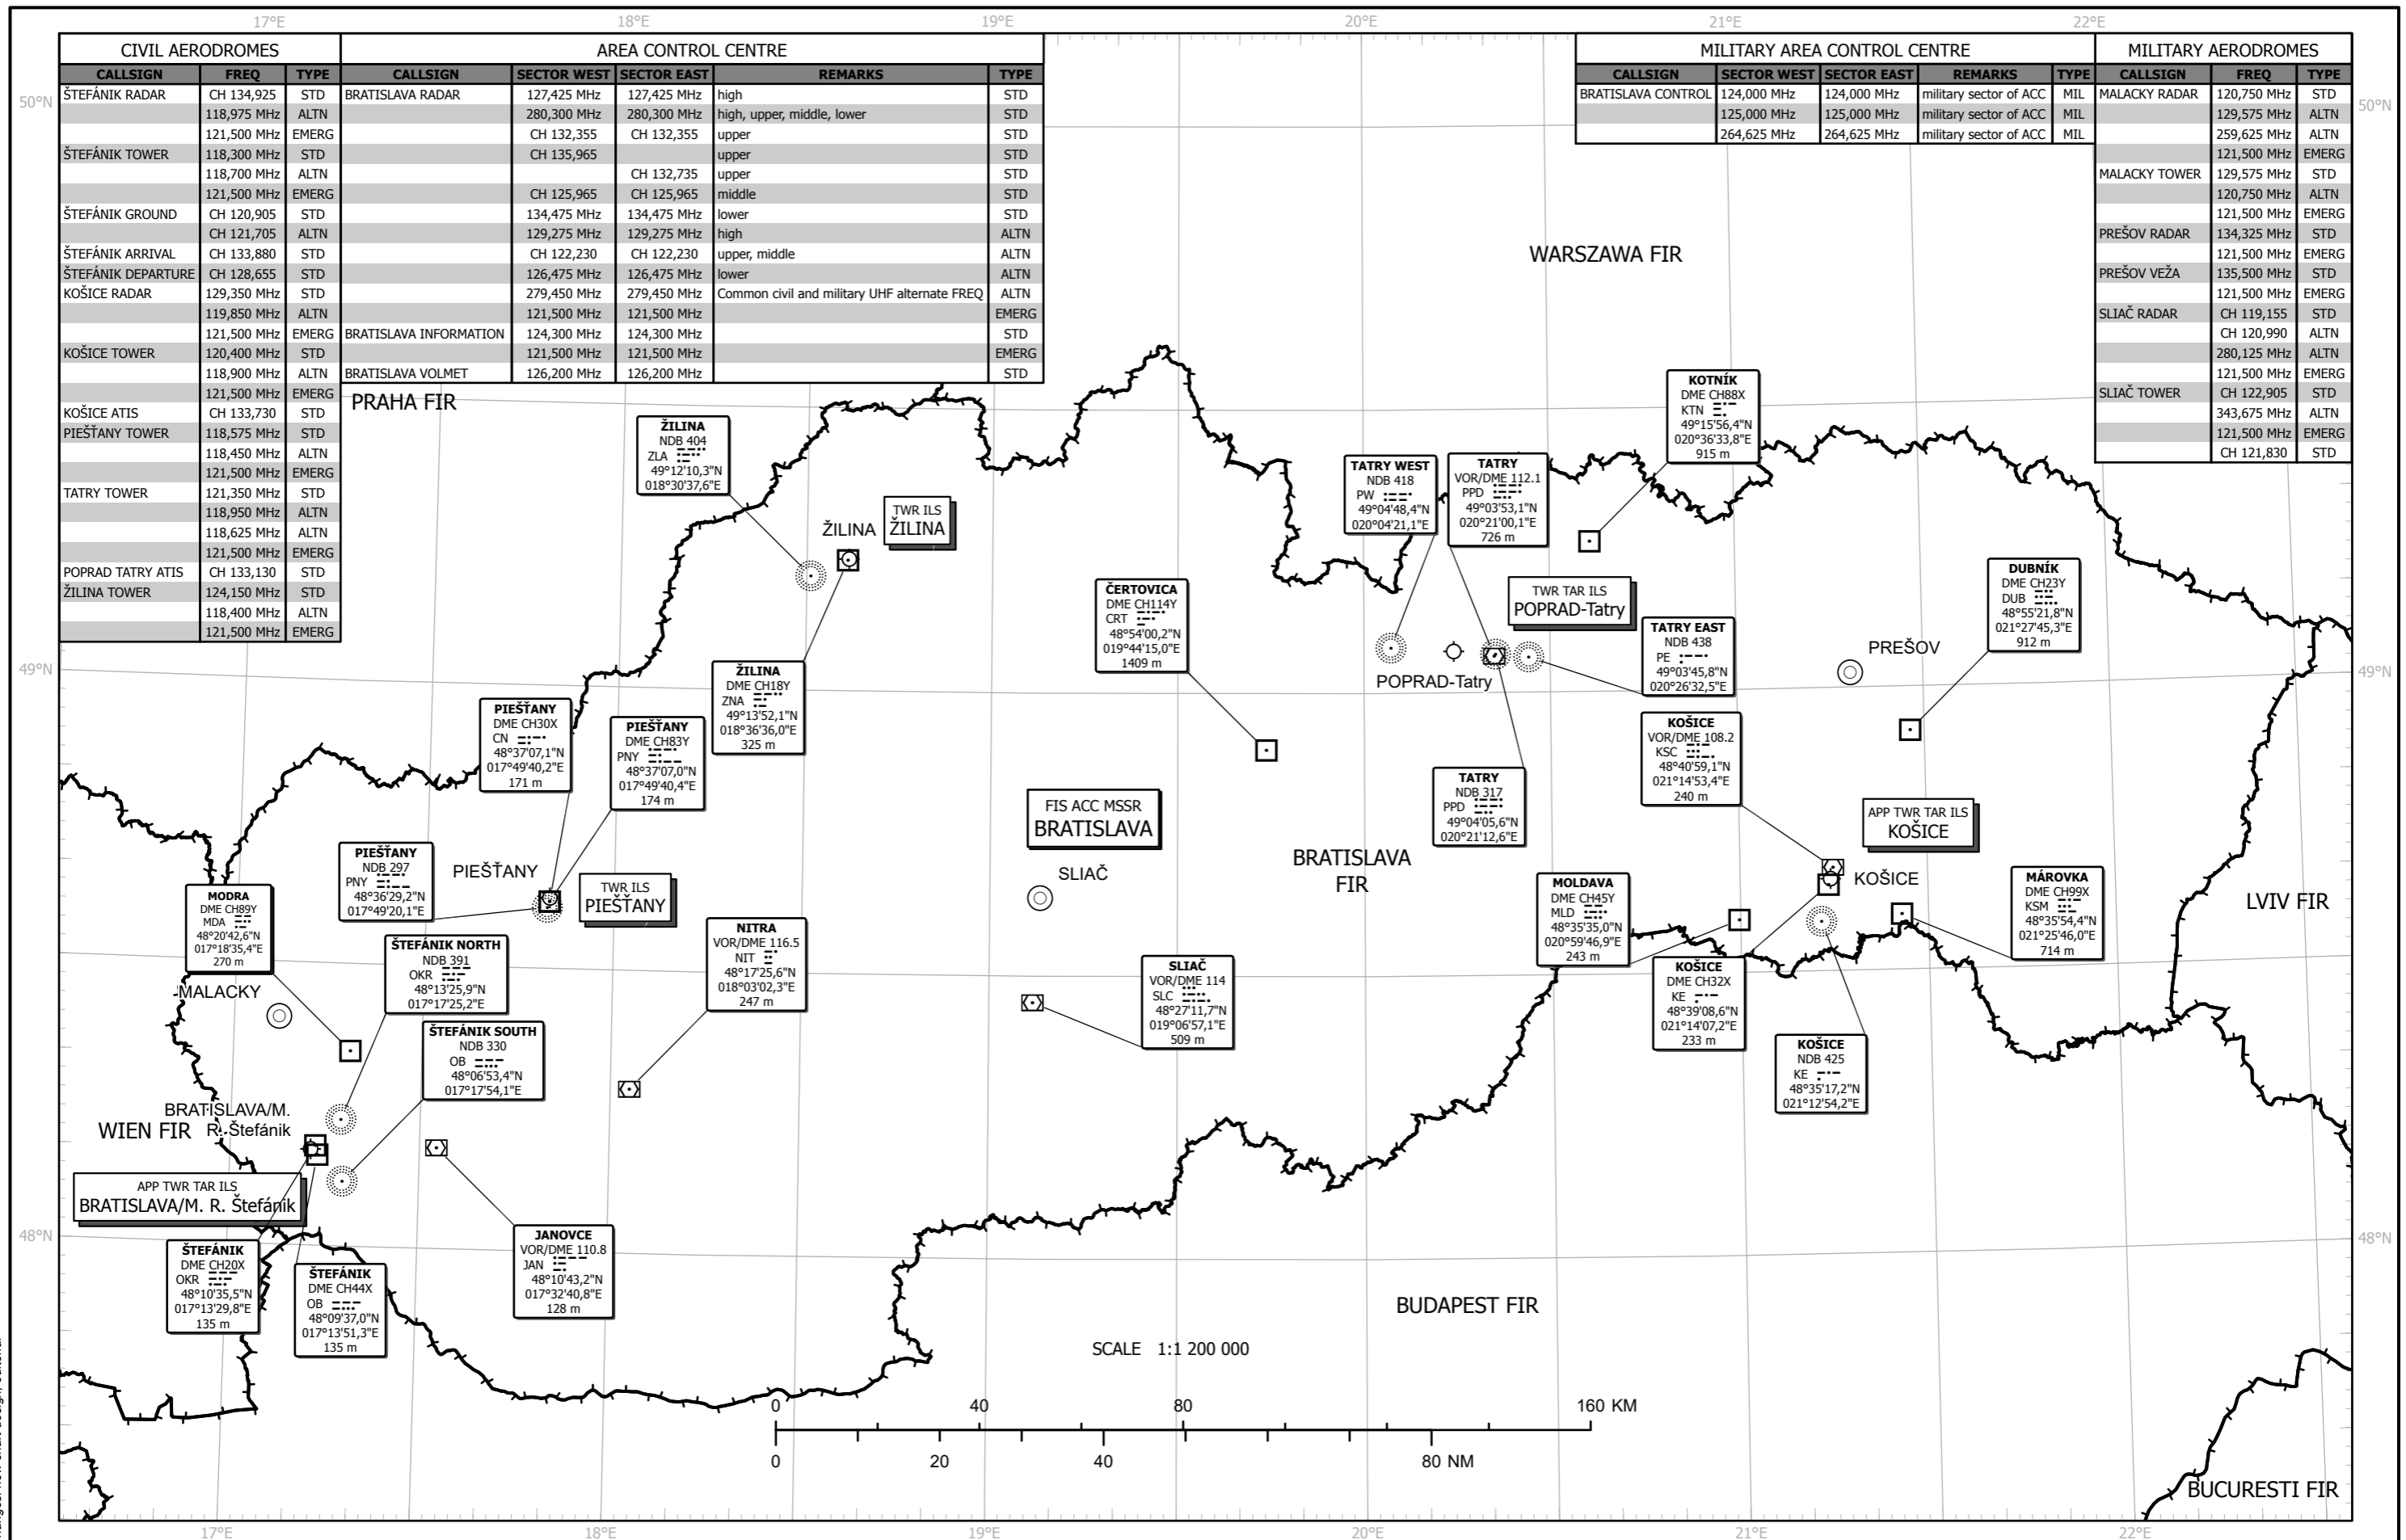 17°E 18°E 19°E 20°E 21°E 22°E
CIVIL AERODROMES
CALLSIGN FREQ TYPE
ŠTEFÁNIK RADAR CH 134,925 STD
118,975 MHz ALTN
121,500 MHz EMERG
ŠTEFÁNIK TOWER 118,300 MHz STD
118,700 MHz ALTN
121,500 MHz EMERG
ŠTEFÁNIK GROUND CH 120,905 STD
CH 121,705 ALTN
ŠTEFÁNIK ARRIVAL CH 133,880 STD
ŠTEFÁNIK DEPARTURE CH 128,655 STD
KOŠICE RADAR 129,350 MHz STD
119,850 MHz ALTN
121,500 MHz EMERG
KOŠICE TOWER 120,400 MHz STD
118,900 MHz ALTN
121,500 MHz EMERG
KOŠICE ATIS CH 133,730 STD
PIEŠŤANY TOWER 118,575 MHz STD
118,450 MHz ALTN
121,500 MHz EMERG
TATRY TOWER 121,350 MHz STD
118,950 MHz ALTN
118,625 MHz ALTN
121,500 MHz EMERG
POPRAD TATRY ATIS CH 133,130 STD
ŽILINA TOWER 124,150 MHz STD
118,400 MHz ALTN
121,500 MHz EMERG
AREA CONTROL CENTRE
CALLSIGN SECTOR WEST SECTOR EAST REMARKS TYPE
BRATISLAVA RADAR 127,425 MHz 127,425 MHz high STD
280,300 MHz 280,300 MHz high, upper, middle, lower STD
CH 132,355 CH 132,355 upper STD
CH 135,965 upper STD
CH 132,735 upper STD
CH 125,965 CH 125,965 middle STD
134,475 MHz 134,475 MHz lower STD
129,275 MHz 129,275 MHz high ALTN
CH 122,230 CH 122,230 upper, middle ALTN
126,475 MHz 126,475 MHz lower ALTN
279,450 MHz 279,450 MHz Common civil and military UHF alternate FREQ ALTN
121,500 MHz 121,500 MHz EMERG
BRATISLAVA INFORMATION 124,300 MHz 124,300 MHz STD
121,500 MHz 121,500 MHz EMERG
BRATISLAVA VOLMET 126,200 MHz 126,200 MHz STD
MILITARY AREA CONTROL CENTRE
CALLSIGN SECTOR WEST SECTOR EAST REMARKS TYPE
BRATISLAVA CONTROL 124,000 MHz 124,000 MHz military sector of ACC MIL
125,000 MHz 125,000 MHz military sector of ACC MIL
264,625 MHz 264,625 MHz military sector of ACC MIL
MILITARY AERODROMES
CALLSIGN FREQ TYPE
MALACKY RADAR 120,750 MHz STD
129,575 MHz ALTN
259,625 MHz ALTN
121,500 MHz EMERG
MALACKY TOWER 129,575 MHz STD
120,750 MHz ALTN
121,500 MHz EMERG
PREŠOV RADAR 134,325 MHz STD
121,500 MHz EMERG
PREŠOV VEŽA 135,500 MHz STD
121,500 MHz EMERG
SLIAČ RADAR CH 119,155 STD
CH 120,990 ALTN
280,125 MHz ALTN
121,500 MHz EMERG
SLIAČ TOWER CH 122,905 STD
343,675 MHz ALTN
121,500 MHz EMERG
CH 121,830 STD
50°N
50°N
WARSZAWA FIR
PRAHA FIR
ŽILINA
NDB 404
ZLA
49°12'10,3"N
018°30'37,6"E
TWR ILS
ŽILINA
ŽILINA
TATRY WEST
NDB 418
PW
49°04'48,4"N
020°04'21,1"E
TATRY
VOR/DME 112.1
PPD
49°03'53,1"N
020°21'00,1"E
726 m
KOTNÍK
DME CH88X
KTN
49°15'56,4"N
020°36'33,8"E
915 m
ČERTOVICA
DME CH114Y
CRT
48°54'00,2"N
019°44'15,0"E
1409 m
TWR TAR ILS
POPRAD-Tatry
POPRAD-Tatry
TATRY EAST
NDB 438
PE
49°03'45,8"N
020°26'32,5"E
PREŠOV
DUBNÍK
DME CH23Y
DUB
48°55'21,8"N
021°27'45,3"E
912 m
49°N
49°N
ŽILINA
DME CH18Y
ZNA
49°13'52,1"N
018°36'36,0"E
325 m
PIEŠŤANY
DME CH30X
CN
48°37'07,1"N
017°49'40,2"E
171 m
PIEŠŤANY
DME CH83Y
PNY
48°37'07,0"N
017°49'40,4"E
174 m
KOŠICE
VOR/DME 108.2
KSC
48°40'59,1"N
021°14'53,4"E
240 m
TATRY
NDB 317
PPD
49°04'05,6"N
020°21'12,6"E
FIS ACC MSSR
BRATISLAVA
APP TWR TAR ILS
KOŠICE
PIEŠŤANY
NDB 297
PNY
48°36'29,2"N
017°49'20,1"E
PIEŠŤANY
TWR ILS
PIEŠŤANY
SLIAČ
BRATISLAVA
FIR
KOŠICE
LVIV FIR
MODRA
DME CH89Y
MDA
48°20'42,6"N
017°18'35,4"E
270 m
MALACKY
ŠTEFÁNIK NORTH
NDB 391
OKR
48°13'25,9"N
017°17'25,2"E
NITRA
VOR/DME 116.5
NIT
48°17'25,6"N
018°03'02,3"E
247 m
SLIAČ
VOR/DME 114
SLC
48°27'11,7"N
019°06'57,1"E
509 m
MOLDAVA
DME CH45Y
MLD
48°35'35,0"N
020°59'46,9"E
243 m
MÁROVKA
DME CH99X
KSM
48°35'54,4"N
021°25'46,0"E
714 m
KOŠICE
DME CH32X
KE
48°39'08,6"N
021°14'07,2"E
233 m
KOŠICE
NDB 425
KE
48°35'17,2"N
021°12'54,2"E
ŠTEFÁNIK SOUTH
NDB 330
OB
48°06'53,4"N
017°17'54,1"E
BRATISLAVA/M.
R. Štefánik
WIEN FIR
APP TWR TAR ILS
BRATISLAVA/M. R. Štefánik
48°N
48°N
ŠTEFÁNIK
DME CH20X
OKR
48°10'35,5"N
017°13'29,8"E
135 m
ŠTEFÁNIK
DME CH44X
OB
48°09'37,0"N
017°13'51,3"E
135 m
JANOVCE
VOR/DME 110.8
JAN
48°10'43,2"N
017°32'40,8"E
128 m
BUDAPEST FIR
SCALE 1:1 200 000
0 40 80 160 KM
0 20 40 80 NM
BUCURESTI FIR
17°E 18°E 19°E 20°E 21°E 22°E